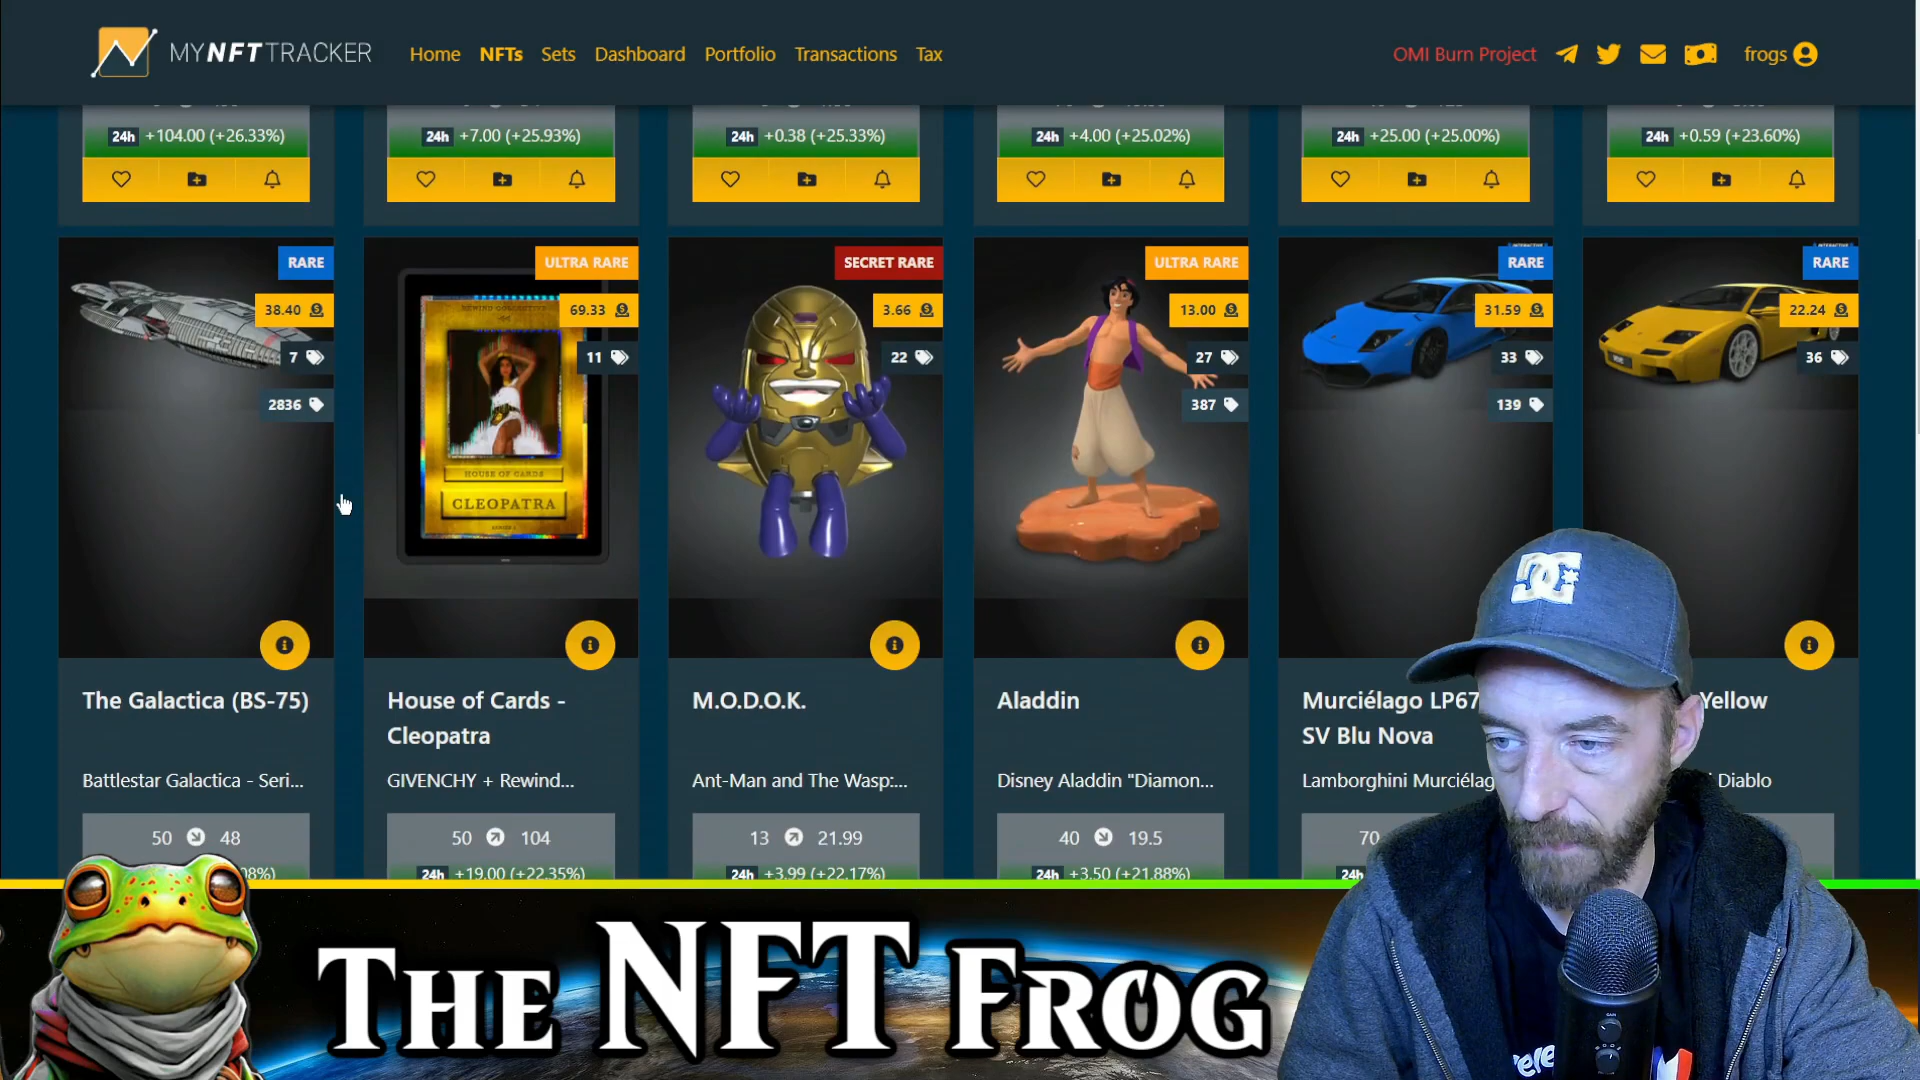 MYNFTTRACKER
Home NFTs Sets Dashboard Portfolio Transactions Tax
OMI Burn Project
frogs
24h +104.00 (+26.33%)
24h +7.00 (+25.93%)
24h +0.38 (+25.33%)
24h +4.00 (+25.02%)
24h +25.00 (+25.00%)
24h +0.59 (+23.60%)
RARE
38.40
7
2836
The Galactica (BS-75)
Battlestar Galactica - Seri...
50 48
08%)
ULTRA RARE
69.33
11
HOUSE OF CARDS
CLEOPATRA
House of Cards -
Cleopatra
GIVENCHY + Rewind...
50 104
24h +19.00 (+22.35%)
SECRET RARE
3.66
22
M.O.D.O.K.
Ant-Man and The Wasp:...
13 21.99
24h +3.99 (+22.17%)
ULTRA RARE
13.00
27
387
Aladdin
Disney Aladdin "Diamon...
40 19.5
24h +3.50 (+21.88%)
RARE
31.59
33
139
Murciélago LP67
SV Blu Nova
Lamborghini Murciélag
70
24h
RARE
22.24
36
Yellow
Diablo
DC
THE NFT FROG